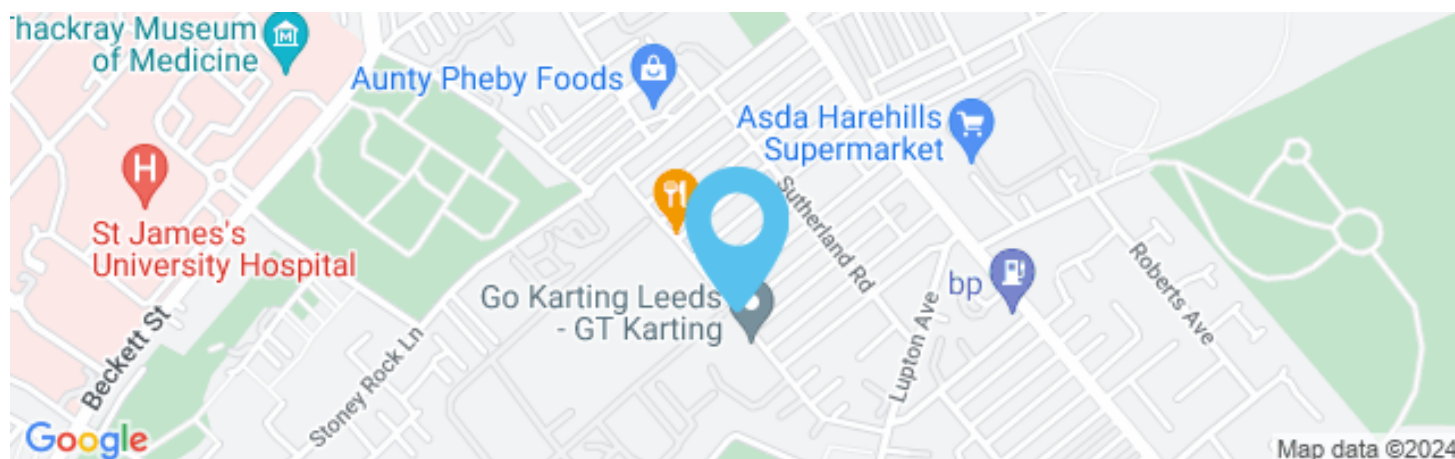 Thackray Museum
of Medicine
Aunty Pheby Foods
Asda Harehills
Supermarket
H
St James's
University Hospital
Sutherland Rd
Go Karting Leeds
- GT Karting
bp
Roberts Ave
Lupton Ave
Beckett St
Stoney Rock Ln
Google
Map data ©2024